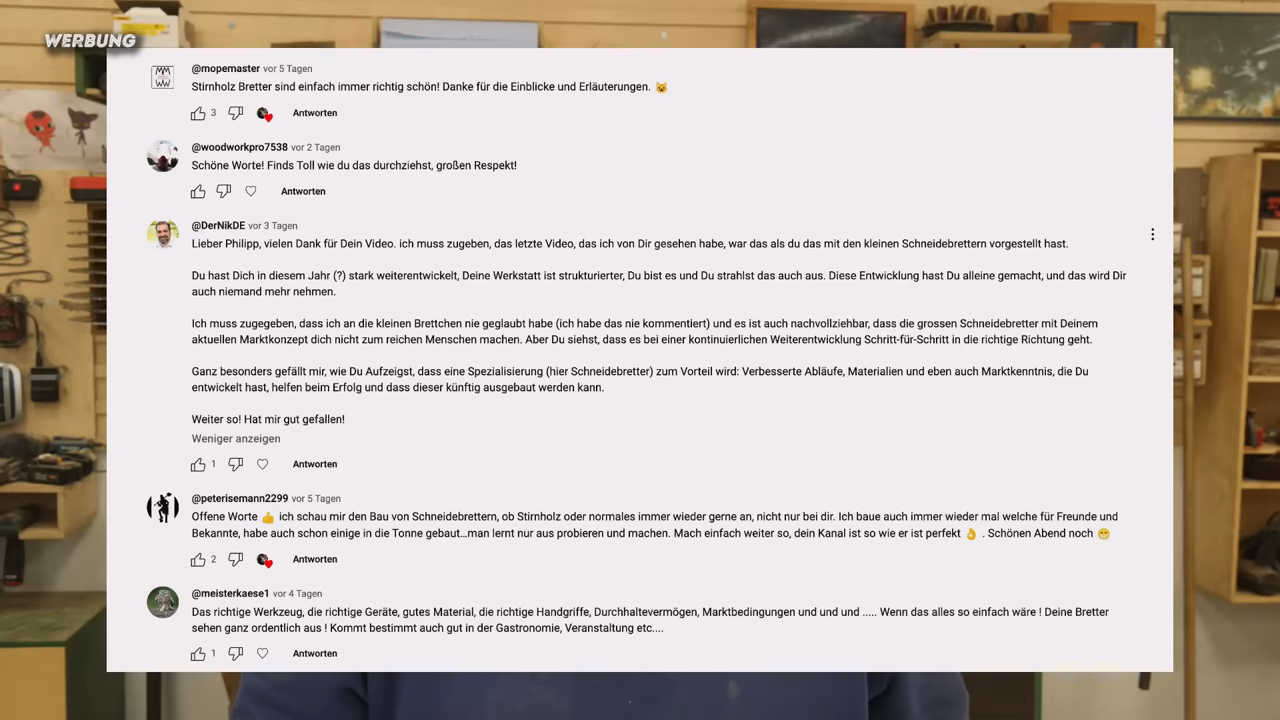 WERBUNG
@mopemaster vor 5 Tagen
Stirnholz Bretter sind einfach immer richtig schön! Danke für die Einblicke und Erläuterungen. 😺
3 Antworten
@woodworkpro7538 vor 2 Tagen
Schöne Worte! Finds Toll wie du das durchziehst, großen Respekt!
Antworten
@DerNikDE vor 3 Tagen
Lieber Philipp, vielen Dank für Dein Video. ich muss zugeben, das letzte Video, das ich von Dir gesehen habe, war das als du das mit den kleinen Schneidebrettern vorgestellt hast.
Du hast Dich in diesem Jahr (?) stark weiterentwickelt, Deine Werkstatt ist strukturierter, Du bist es und Du strahlst das auch aus. Diese Entwicklung hast Du alleine gemacht, und das wird Dir
auch niemand mehr nehmen.
Ich muss zugegeben, dass ich an die kleinen Brettchen nie geglaubt habe (ich habe das nie kommentiert) und es ist auch nachvollziehbar, dass die grossen Schneidebretter mit Deinem
aktuellen Marktkonzept dich nicht zum reichen Menschen machen. Aber Du siehst, dass es bei einer kontinuierlichen Weiterentwicklung Schritt-für-Schritt in die richtige Richtung geht.
Ganz besonders gefällt mir, wie Du Aufzeigst, dass eine Spezialisierung (hier Schneidebretter) zum Vorteil wird: Verbesserte Abläufe, Materialien und eben auch Marktkenntnis, die Du
entwickelt hast, helfen beim Erfolg und dass dieser künftig ausgebaut werden kann.
Weiter so! Hat mir gut gefallen!
Weniger anzeigen
1 Antworten
@peterisemann2299 vor 5 Tagen
Offene Worte 👍 ich schau mir den Bau von Schneidebrettern, ob Stirnholz oder normales immer wieder gerne an, nicht nur bei dir. Ich baue auch immer wieder mal welche für Freunde und
Bekannte, habe auch schon einige in die Tonne gebaut…man lernt nur aus probieren und machen. Mach einfach weiter so, dein Kanal ist so wie er ist perfekt 👌 . Schönen Abend noch 😁
2 Antworten
@meisterkaese1 vor 4 Tagen
Das richtige Werkzeug, die richtige Geräte, gutes Material, die richtige Handgriffe, Durchhaltevermögen, Marktbedingungen und und und ..... Wenn das alles so einfach wäre ! Deine Bretter
sehen ganz ordentlich aus ! Kommt bestimmt auch gut in der Gastronomie, Veranstaltung etc....
1 Antworten